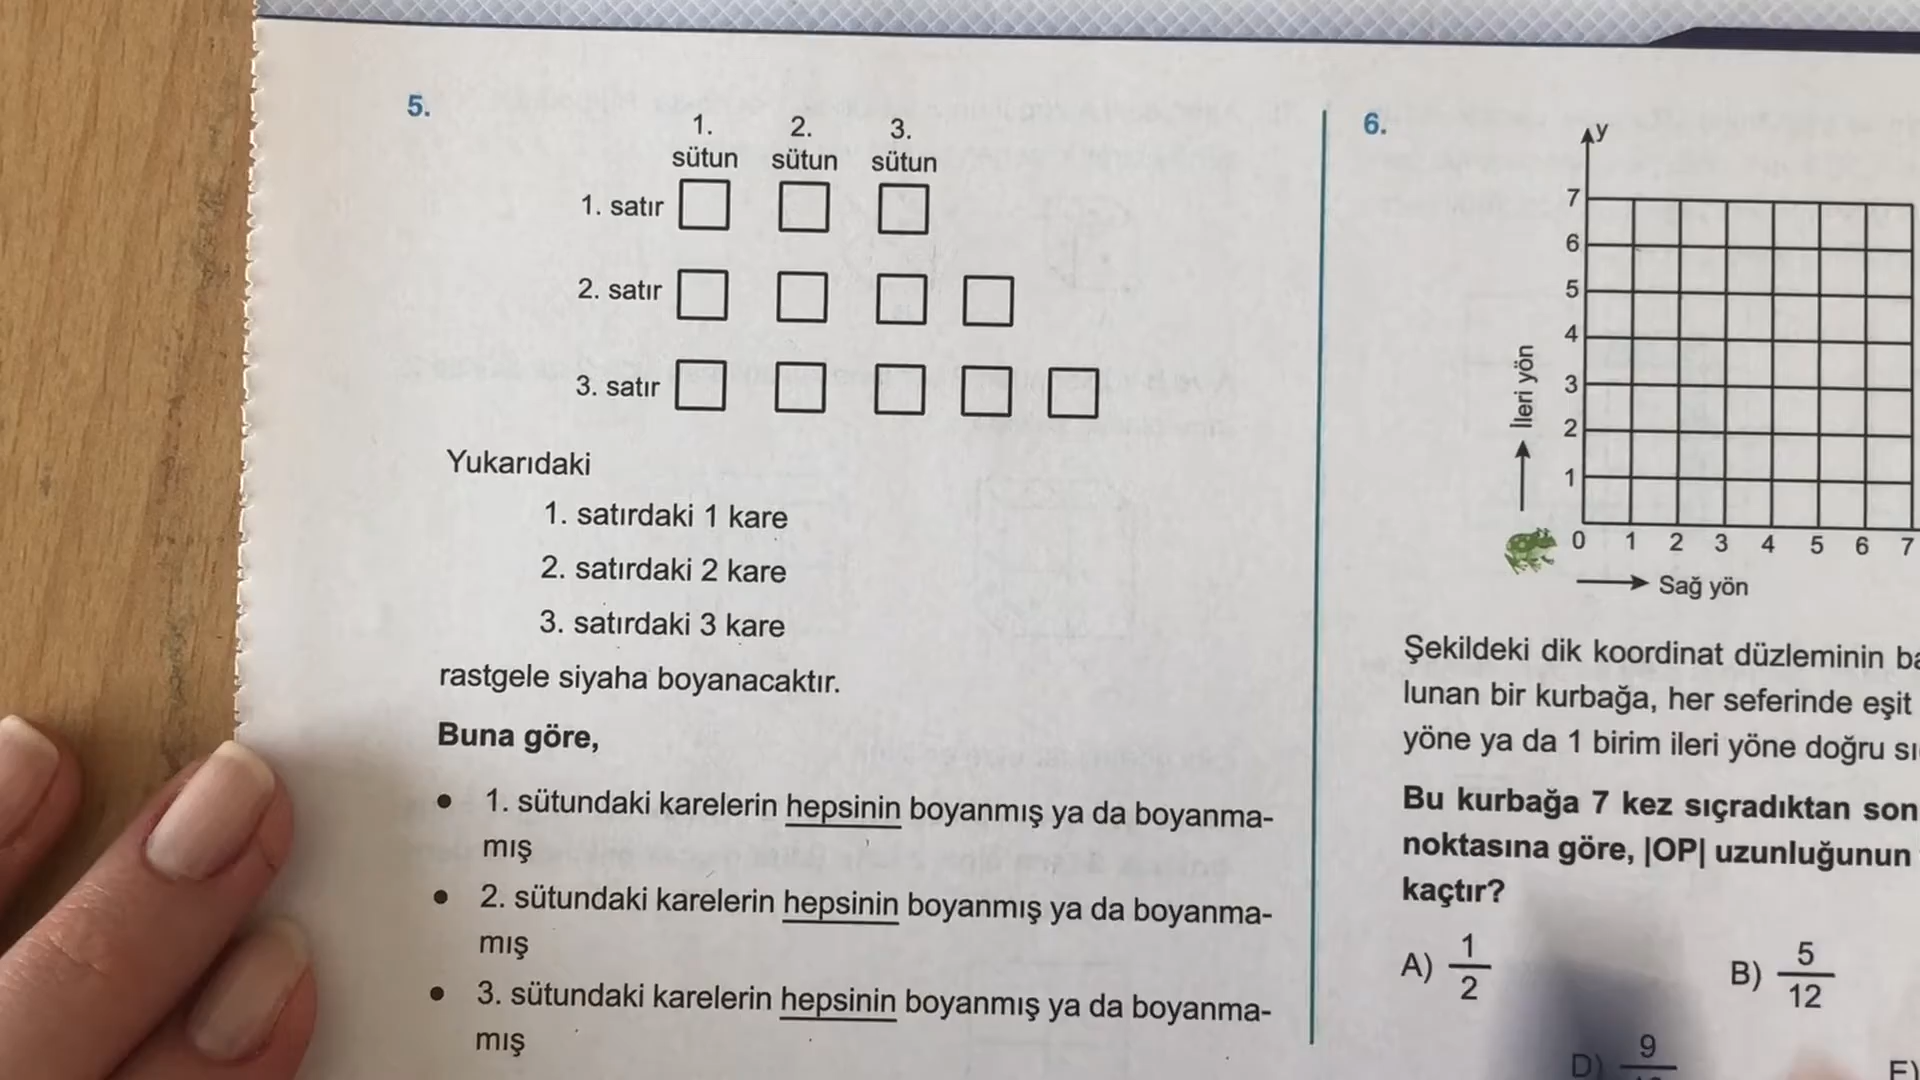 5.
1. 2. 3.
sütun sütun sütun
1. satır
2. satır
3. satır
Yukarıdaki
1. satırdaki 1 kare
2. satırdaki 2 kare
3. satırdaki 3 kare
rastgele siyaha boyanacaktır.
Buna göre,
• 1. sütundaki karelerin hepsinin boyanmış ya da boyanma-
mış
• 2. sütundaki karelerin hepsinin boyanmış ya da boyanma-
mış
• 3. sütundaki karelerin hepsinin boyanmış ya da boyanma-
mış
6.
y
7
6
5
4
3
2
1
0 1 2 3 4 5 6 7
İleri yön
Sağ yön
Şekildeki dik koordinat düzleminin
lunan bir kurbağa, her seferinde eşit
yöne ya da 1 birim ileri yöne doğru
Bu kurbağa 7 kez sıçradıktan
noktasına göre, |OP| uzunluğunun
kaçtır?
A) 1/2 B) 5/12
D) 9